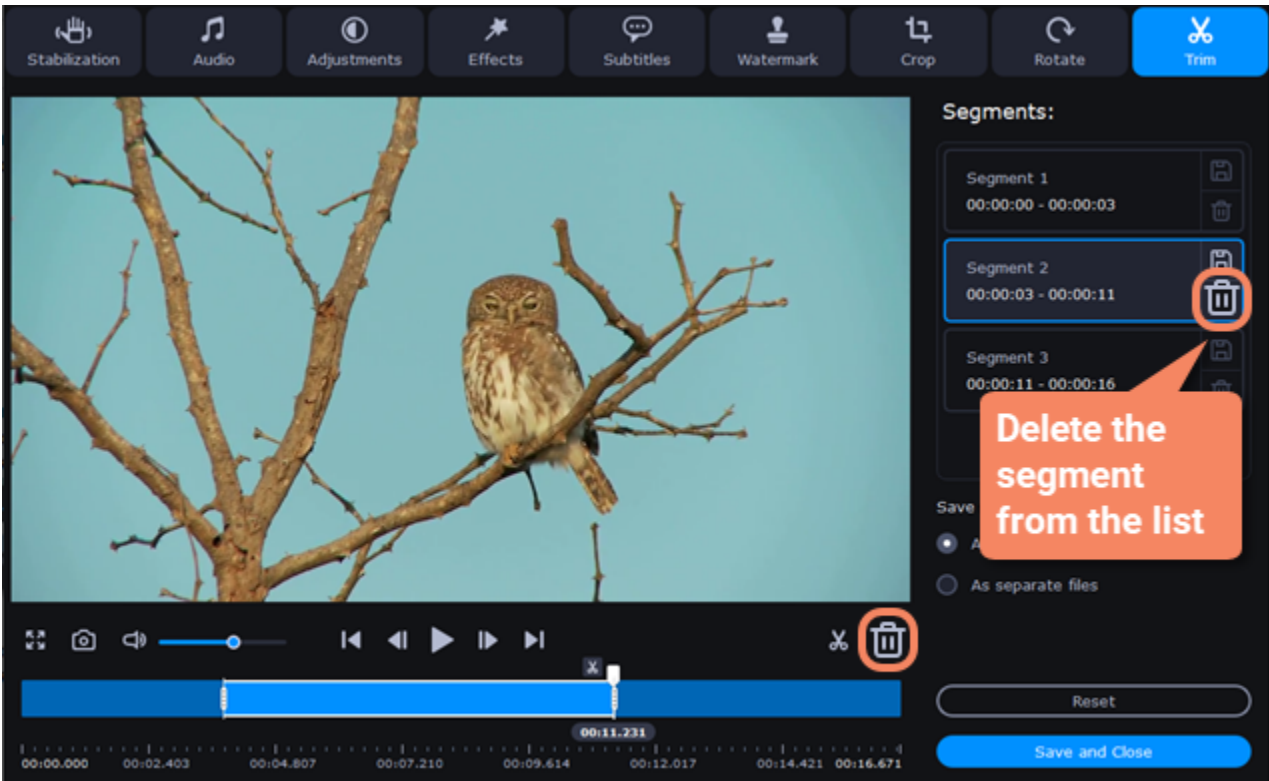 Stabilization
Audio
Adjustments
Effects
Subtitles
Watermark
Crop
Rotate
Trim
Segments:
Segment 1
00:00:00 - 00:00:03
Segment 2
00:00:03 - 00:00:11
Segment 3
00:00:11 - 00:00:16
Delete the
segment
from the list
Save
As separate files
00:11.231
00:00.000 00:02.403 00:04.807 00:07.210 00:09.614 00:12.017 00:14.421 00:16.671
Reset
Save and Close